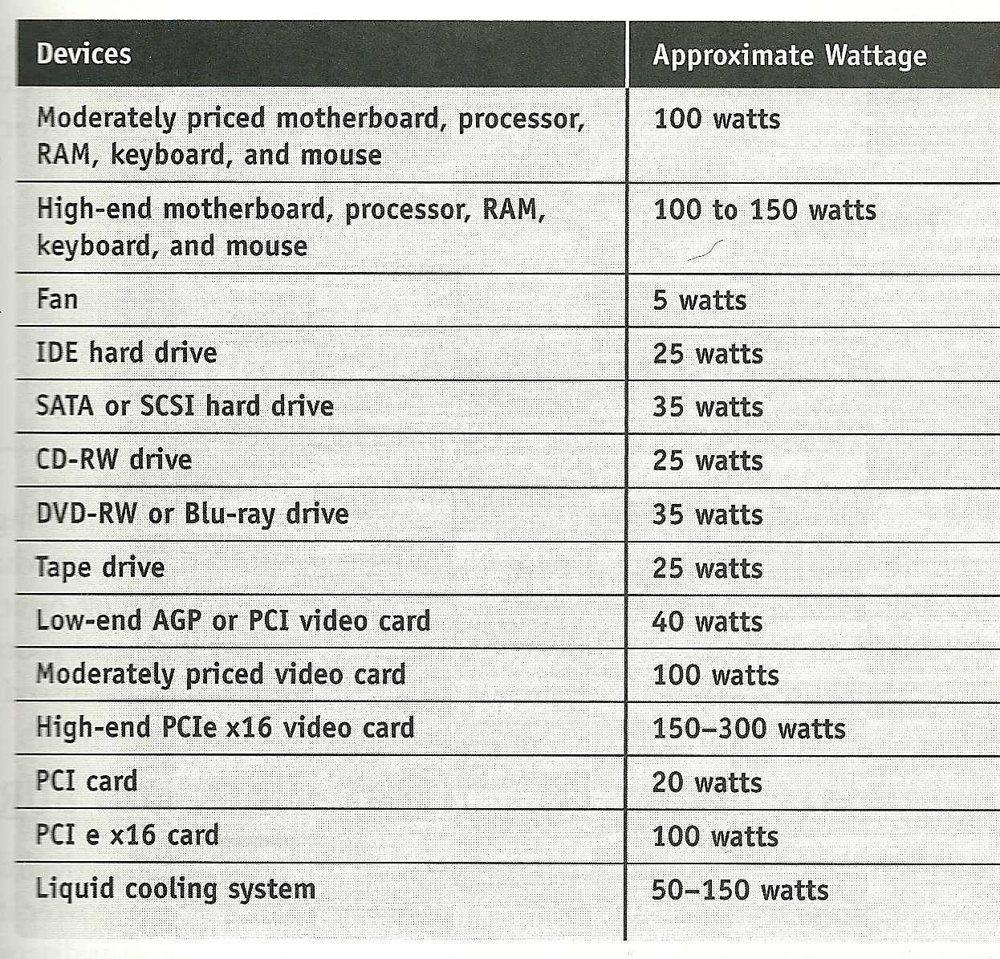 Devices Approximate Wattage
Moderately priced motherboard, processor, 100 watts
RAM, keyboard, and mouse
High-end motherboard, processor, RAM, 100 to 150 watts
keyboard, and mouse
Fan 5 watts
IDE hard drive 25 watts
SATA or SCSI hard drive 35 watts
CD-RW drive 25 watts
DVD-RW or Blu-ray drive 35 watts
Tape drive 25 watts
Low-end AGP or PCI video card 40 watts
Moderately priced video card 100 watts
High-end PCIe x16 video card 150–300 watts
PCI card 20 watts
PCI e x16 card 100 watts
Liquid cooling system 50–150 watts